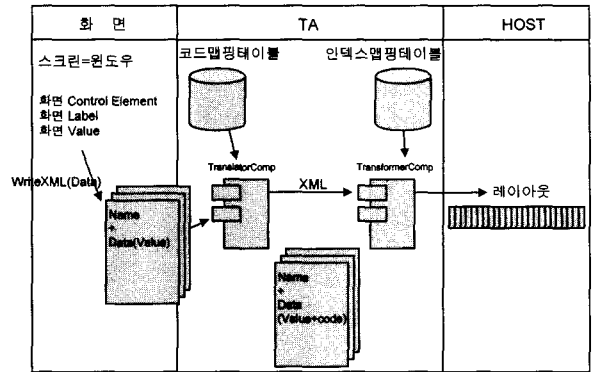 화 면
TA
HOST
스크린=윈도우
코드맵핑테이블
인덱스맵핑테이블
화면 Control Element
화면 Label
화면 Value
TranslatorComp
TransformerComp
WriteXML(Data)
XML
레이아웃
Name
+
Data(Value)
Name
+
Data
(Value+code)